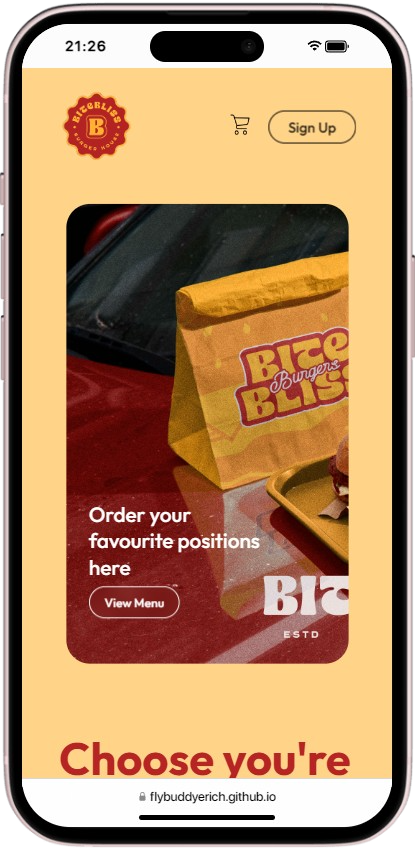 21:26
BITEBLISS
B
BURGER HOUSE
Sign Up
BITE
Burgers
BLISS
Order your
favourite positions
here
View Menu
BIT
ESTD
Choose you're
flybuddyerich.github.io